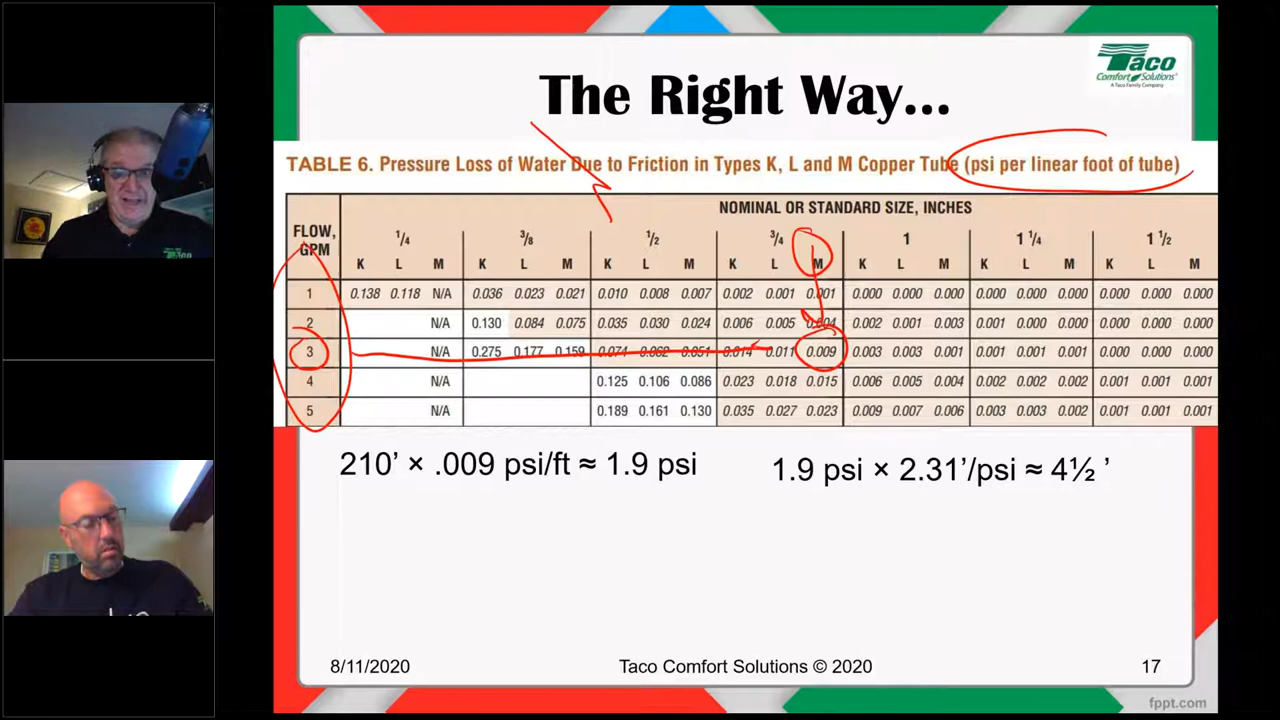 The Right Way...
Taco
Comfort Solutions®
A Taco Family Company
TABLE 6. Pressure Loss of Water Due to Friction in Types K, L and M Copper Tube (psi per linear foot of tube)
NOMINAL OR STANDARD SIZE, INCHES
FLOW, GPM 1/4 3/8 1/2 3/4 1 1 1/4 1 1/2
K L M K L M K L M K L M K L M K L M K L M
1 0.138 0.118 N/A 0.036 0.023 0.021 0.010 0.008 0.007 0.002 0.001 0.001 0.000 0.000 0.000 0.000 0.000 0.000 0.000 0.000 0.000
2 N/A 0.130 0.084 0.075 0.035 0.030 0.024 0.006 0.005 0.004 0.002 0.001 0.003 0.000 0.000 0.000 0.000 0.000 0.000
3 N/A 0.275 0.177 0.159 0.074 0.062 0.051 0.014 0.011 0.009 0.003 0.003 0.001 0.001 0.001 0.001 0.000 0.000 0.000
4 N/A 0.125 0.106 0.086 0.023 0.018 0.015 0.006 0.005 0.004 0.002 0.002 0.002 0.001 0.001 0.001
5 N/A 0.189 0.161 0.130 0.035 0.027 0.023 0.009 0.007 0.006 0.003 0.003 0.002 0.001 0.001 0.001
210’ × .009 psi/ft ≈ 1.9 psi
1.9 psi × 2.31’/psi ≈ 4½ ’
8/11/2020
Taco Comfort Solutions © 2020
17
fppt.com